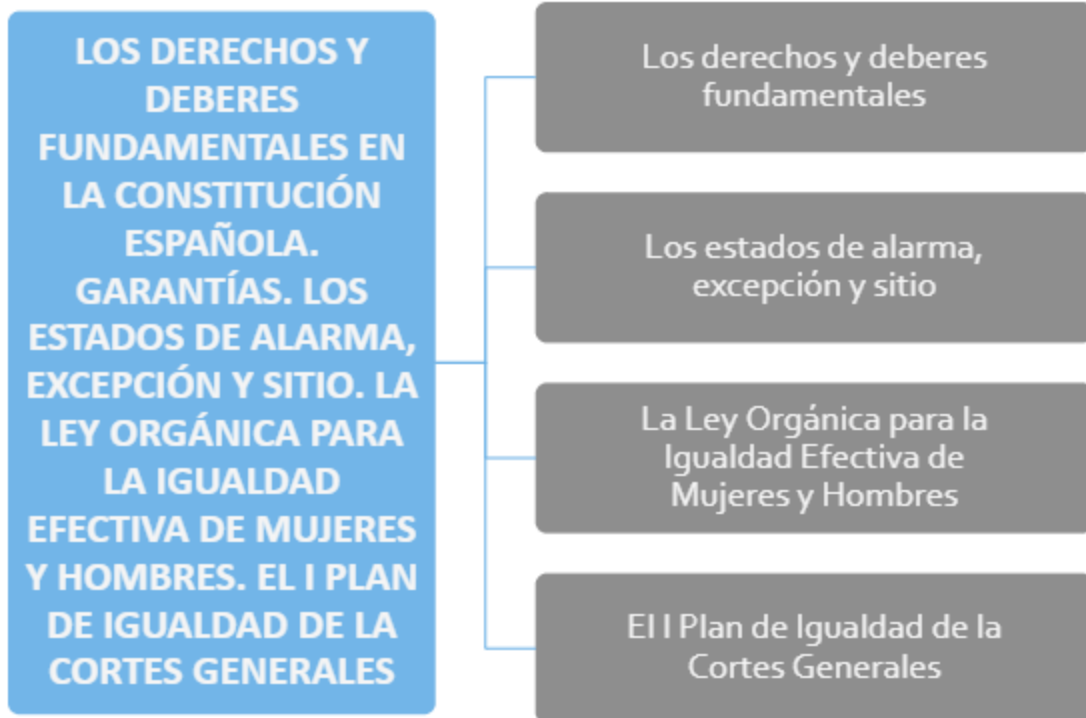 LOS DERECHOS Y
DEBERES
FUNDAMENTALES EN
LA CONSTITUCIÓN
ESPAÑOLA.
GARANTÍAS. LOS
ESTADOS DE ALARMA,
EXCEPCIÓN Y SITIO. LA
LEY ORGÁNICA PARA
LA IGUALDAD
EFECTIVA DE MUJERES
Y HOMBRES. EL I PLAN
DE IGUALDAD DE LA
CORTES GENERALES
Los derechos y deberes
fundamentales
Los estados de alarma,
excepción y sitio
La Ley Orgánica para la
Igualdad Efectiva de
Mujeres y Hombres
El I Plan de Igualdad de la
Cortes Generales